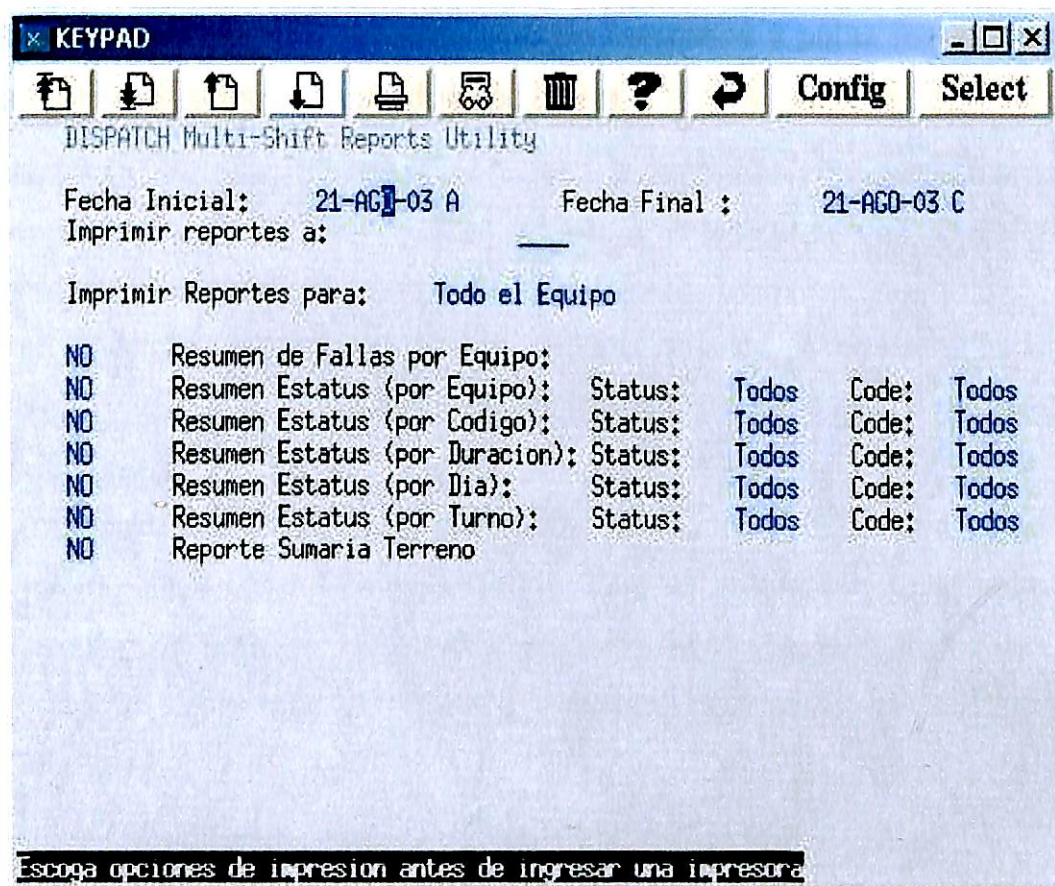 KEYPAD
Config Select
DISPATCH Multi-Shift Reports Utility
Fecha Inicial: 21-AGO-03 A Fecha Final : 21-AGO-03 C
Imprimir reportes a:
Imprimir Reportes para: Todo el Equipo
NO Resumen de Fallas por Equipo:
NO Resumen Estatus (por Equipo): Status: Todos Code: Todos
NO Resumen Estatus (por Codigo): Status: Todos Code: Todos
NO Resumen Estatus (por Duracion): Status: Todos Code: Todos
NO Resumen Estatus (por Dia): Status: Todos Code: Todos
NO Resumen Estatus (por Turno): Status: Todos Code: Todos
NO Reporte Sumaria Terreno
Escoga opciones de impresion antes de ingresar una impresora